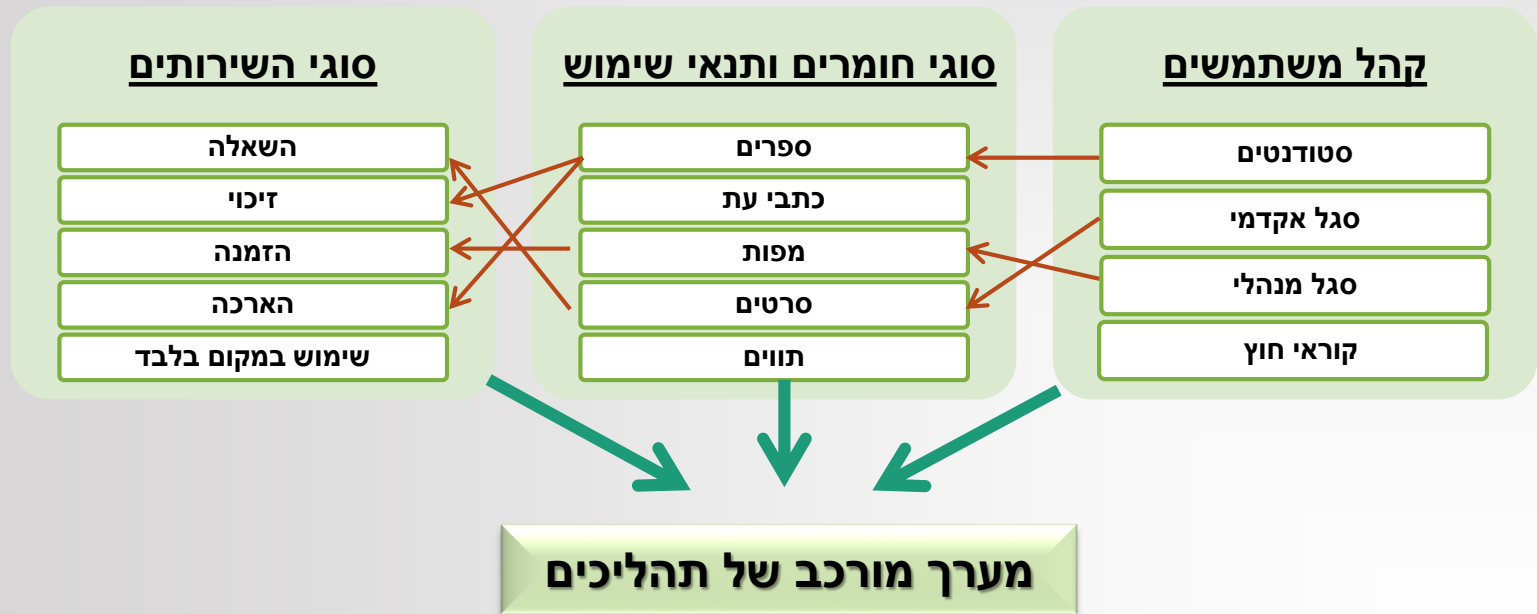 קהל משתמשים
סטודנטים
סגל אקדמי
סגל מנהלי
קוראי חוץ
סוגי חומרים ותנאי שימוש
ספרים
כתבי עת
מפות
סרטים
תווים
סוגי השירותים
השאלה
זיכוי
הזמנה
הארכה
שימוש במקום בלבד
מערך מורכב של תהליכים